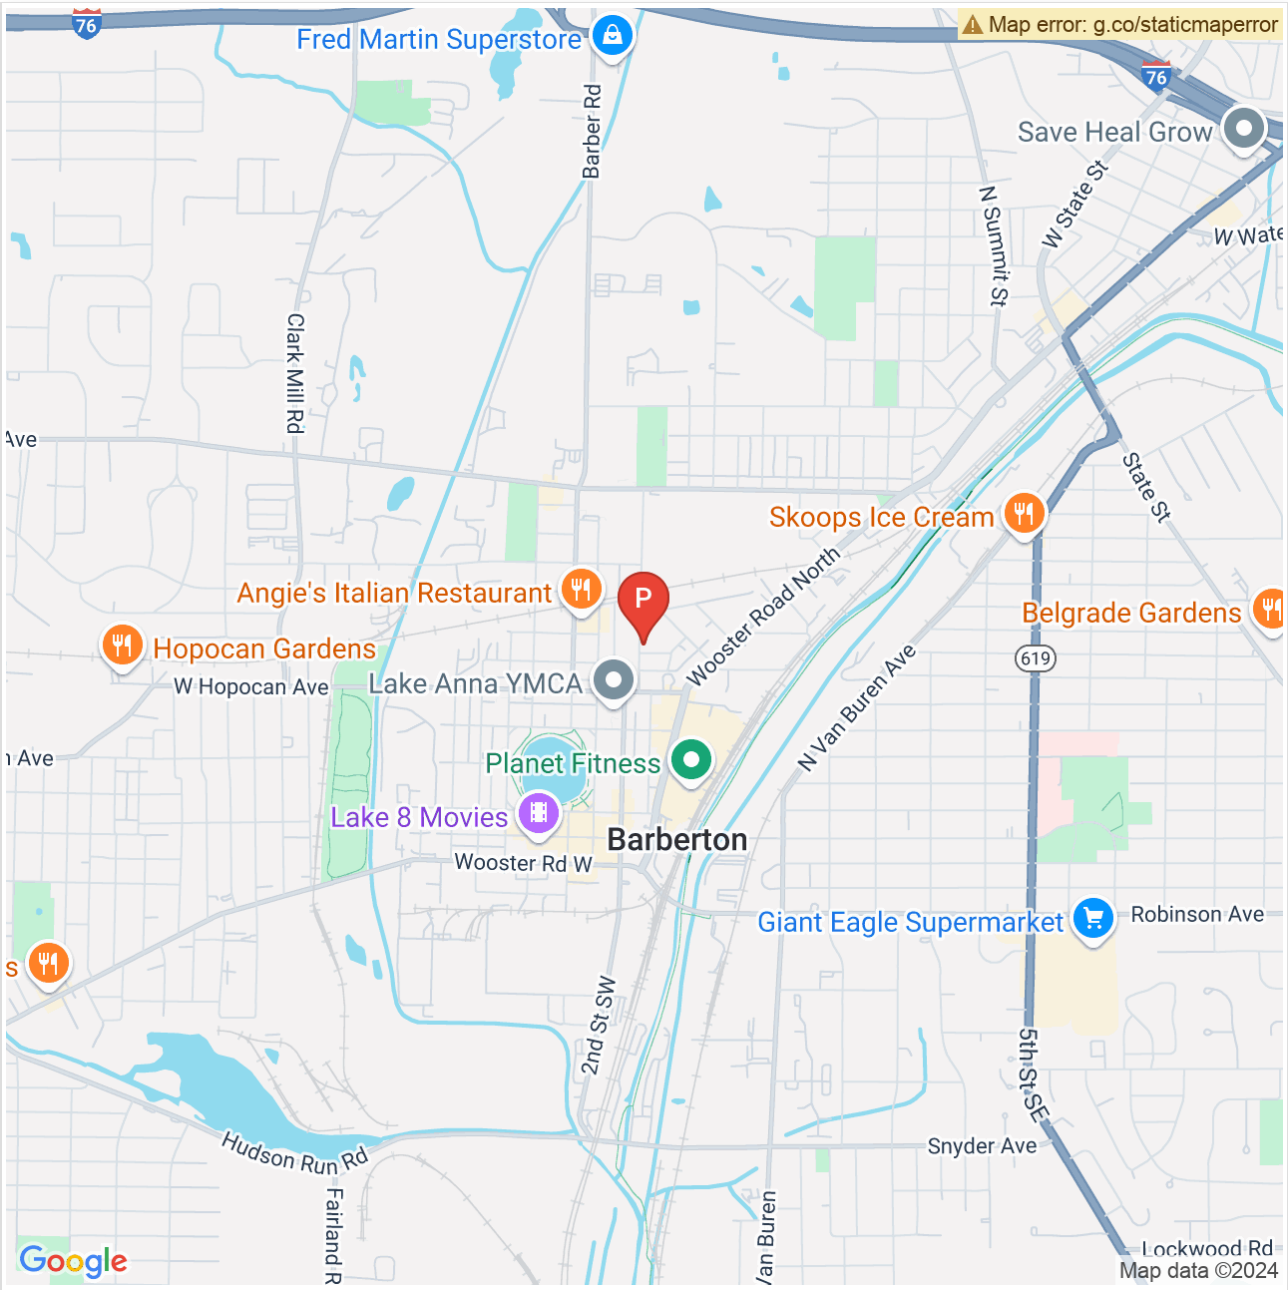 76
Fred Martin Superstore
Map error: g.co/staticmaperror
76
Save Heal Grow
Barber Rd
W State St
N Summit St
W Wate
Clark Mill Rd
Ave
State St
Skoops Ice Cream
Wooster Road North
Angie's Italian Restaurant
P
Belgrade Gardens
Hopocan Gardens
619
W Hopocan Ave
Lake Anna YMCA
N Van Buren Ave
n Ave
Planet Fitness
Lake 8 Movies
Barberton
Wooster Rd W
Giant Eagle Supermarket
Robinson Ave
s
2nd St SW
5th St SE
Hudson Run Rd
Snyder Ave
Fairland R
Van Buren
Google
Lockwood Rd
Map data ©2024